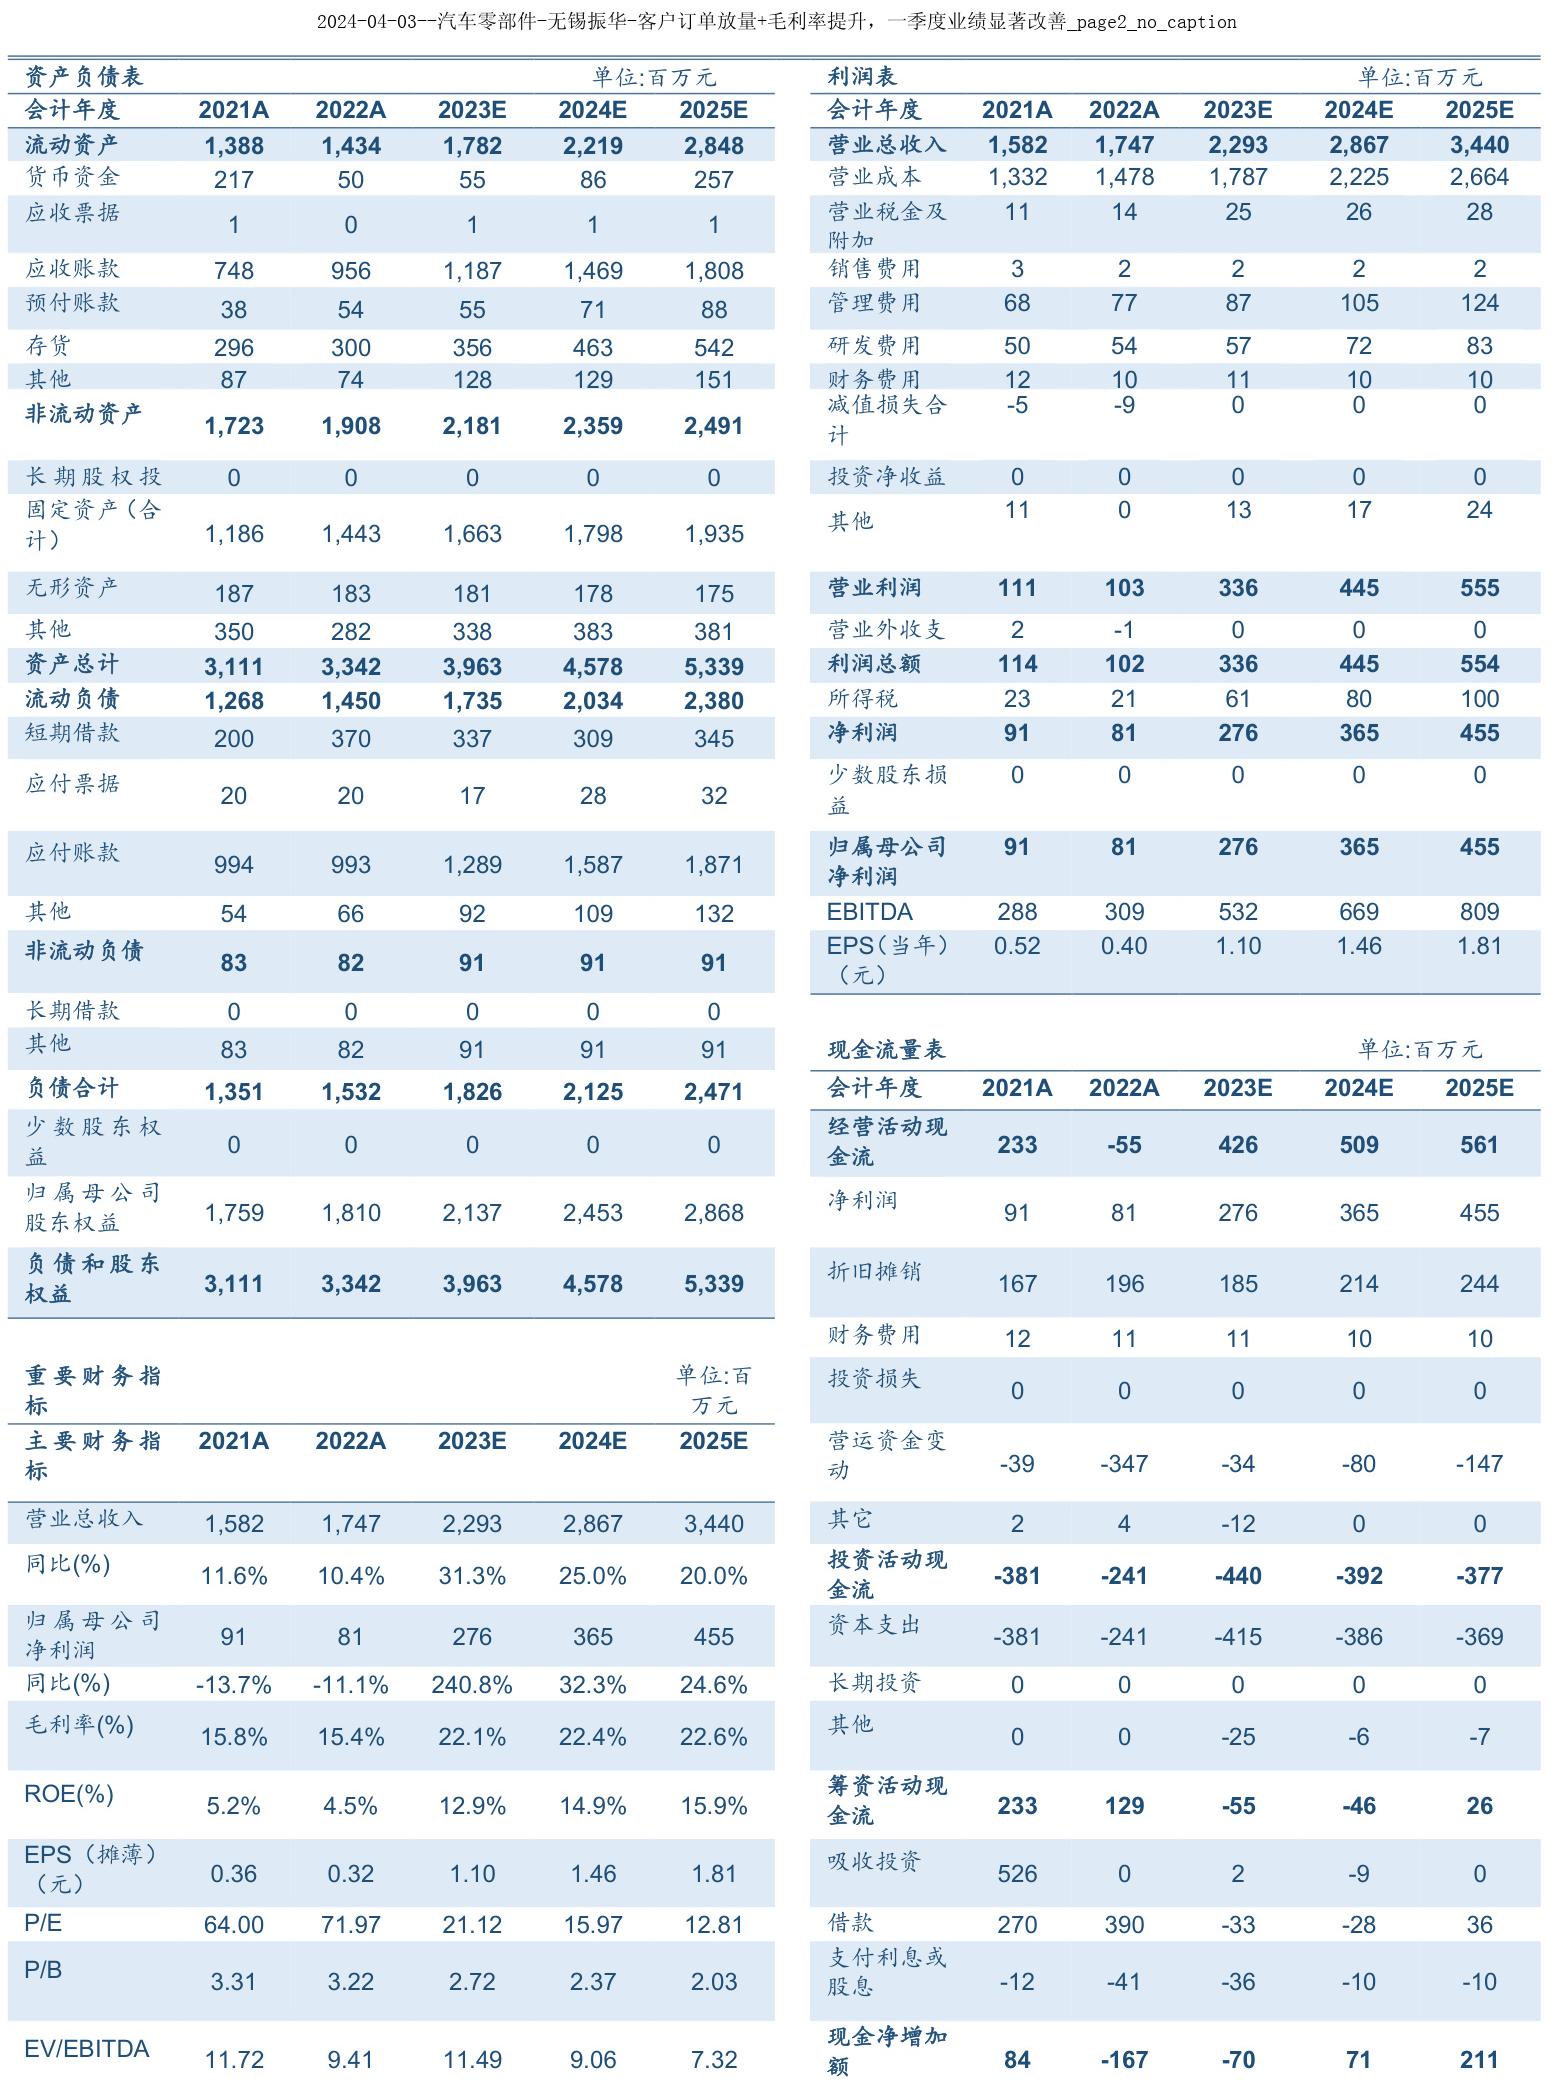 2024-04-03--汽车零部件-无锡振华-客户订单放量+毛利率提升，一季度业绩显著改善_page2_no_caption
资产负债表 单位:百万元
会计年度 2021A 2022A 2023E 2024E 2025E
流动资产 1,388 1,434 1,782 2,219 2,848
货币资金 217 50 55 86 257
应收票据 1 0 1 1 1
应收账款 748 956 1,187 1,469 1,808
预付账款 38 54 55 71 88
存货 296 300 356 463 542
其他 87 74 128 129 151
非流动资产 1,723 1,908 2,181 2,359 2,491
长期股权投 0 0 0 0 0
固定资产（合
计） 1,186 1,443 1,663 1,798 1,935
无形资产 187 183 181 178 175
其他 350 282 338 383 381
资产总计 3,111 3,342 3,963 4,578 5,339
流动负债 1,268 1,450 1,735 2,034 2,380
短期借款 200 370 337 309 345
应付票据 20 20 17 28 32
应付账款 994 993 1,289 1,587 1,871
其他 54 66 92 109 132
非流动负债 83 82 91 91 91
长期借款 0 0 0 0 0
其他 83 82 91 91 91
负债合计 1,351 1,532 1,826 2,125 2,471
少数股东权
益 0 0 0 0 0
归属母公司
股东权益 1,759 1,810 2,137 2,453 2,868
负债和股东
权益 3,111 3,342 3,963 4,578 5,339
重要财务指
标 单位:百
万元
主要财务指
标 2021A 2022A 2023E 2024E 2025E
营业总收入 1,582 1,747 2,293 2,867 3,440
同比(%) 11.6% 10.4% 31.3% 25.0% 20.0%
归属母公司
净利润 91 81 276 365 455
同比(%) -13.7% -11.1% 240.8% 32.3% 24.6%
毛利率(%) 15.8% 15.4% 22.1% 22.4% 22.6%
ROE(%) 5.2% 4.5% 12.9% 14.9% 15.9%
EPS（摊薄）
（元） 0.36 0.32 1.10 1.46 1.81
P/E 64.00 71.97 21.12 15.97 12.81
P/B 3.31 3.22 2.72 2.37 2.03
EV/EBITDA 11.72 9.41 11.49 9.06 7.32
利润表 单位:百万元
会计年度 2021A 2022A 2023E 2024E 2025E
营业总收入 1,582 1,747 2,293 2,867 3,440
营业成本 1,332 1,478 1,787 2,225 2,664
营业税金及 11 14 25 26 28
附加
销售费用 3 2 2 2 2
管理费用 68 77 87 105 124
研发费用 50 54 57 72 83
财务费用 12 10 11 10 10
减值损失合 -5 -9 0 0 0
计
投资净收益 0 0 0 0 0
其他 11 0 13 17 24
营业利润 111 103 336 445 555
营业外收支 2 -1 0 0 0
利润总额 114 102 336 445 554
所得税 23 21 61 80 100
净利润 91 81 276 365 455
少数股东损 0 0 0 0 0
益
归属母公司 91 81 276 365 455
净利润
EBITDA 288 309 532 669 809
EPS（当年） 0.52 0.40 1.10 1.46 1.81
（元）
现金流量表 单位:百万元
会计年度 2021A 2022A 2023E 2024E 2025E
经营活动现
金流 233 -55 426 509 561
净利润 91 81 276 365 455
折旧摊销 167 196 185 214 244
财务费用 12 11 11 10 10
投资损失 0 0 0 0 0
营运资金变
动 -39 -347 -34 -80 -147
其它 2 4 -12 0 0
投资活动现
金流 -381 -241 -440 -392 -377
资本支出 -381 -241 -415 -386 -369
长期投资 0 0 0 0 0
其他 0 0 -25 -6 -7
筹资活动现
金流 233 129 -55 -46 26
吸收投资 526 0 2 -9 0
借款 270 390 -33 -28 36
支付利息或
股息 -12 -41 -36 -10 -10
现金净增加
额 84 -167 -70 71 211